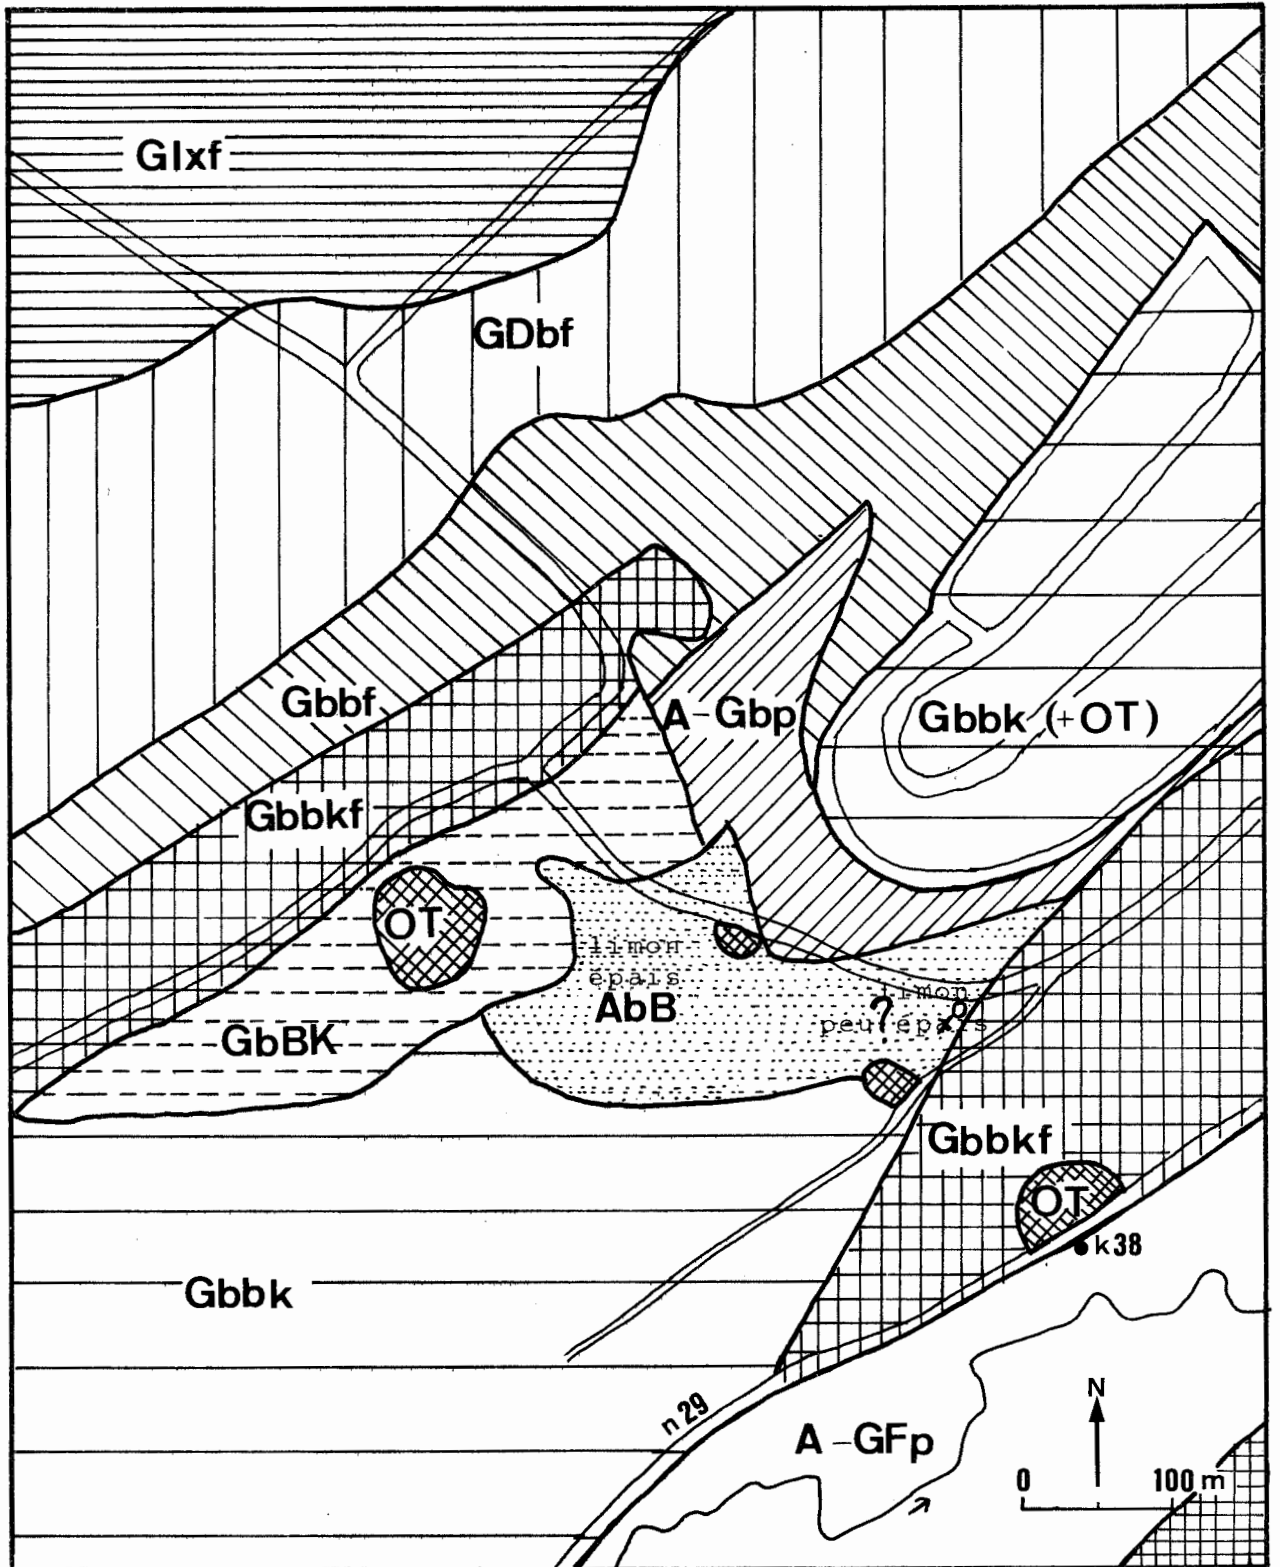 GIxf
GDbf
Gbbf
A-Gbp
Gbbk (+OT)
Gbbkf
OT
limon
épais
AbB
?
limon
peu épais
GbBK
Gbbkf
OT
k38
Gbbk
n 29
A-GFp
N
0 100 m